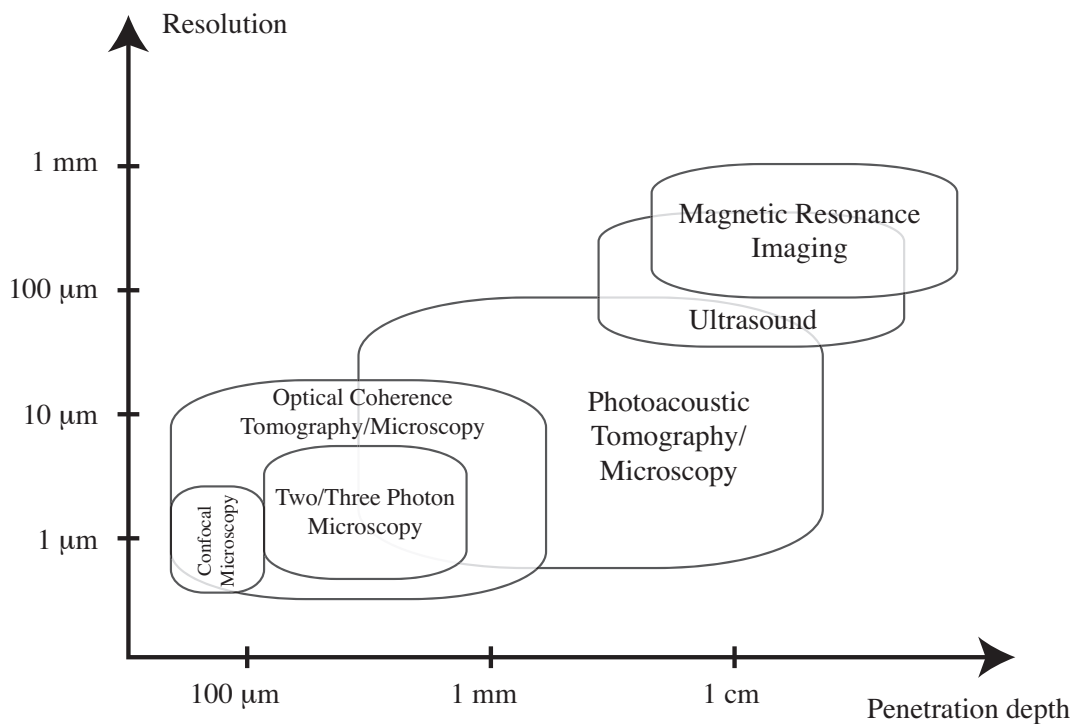 Resolution
1 mm
Magnetic Resonance
Imaging
100 μm
Ultrasound
Optical Coherence
Tomography/Microscopy
Photoacoustic
Tomography/
Microscopy
10 μm
Two/Three Photon
Microscopy
Confocal
Microscopy
1 μm
100 μm
1 mm
1 cm
Penetration depth